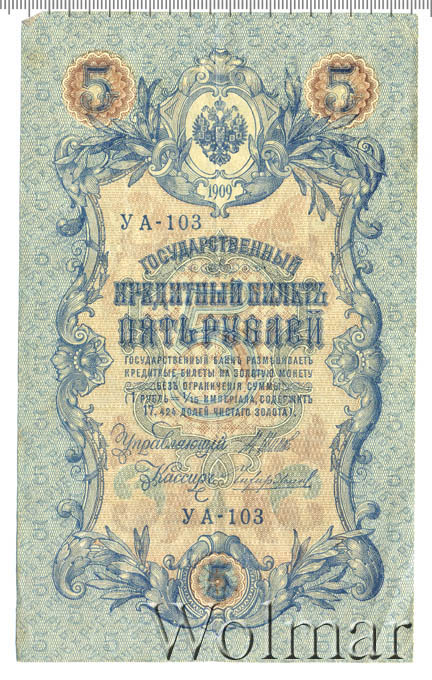 5 5
1909
УА-103
ГОСУДАРСТВЕННЫЙ
КРЕДИТНЫЙ БИЛЕТЪ
ПЯТЬ РУБЛЕЙ
ГОСУДАРСТВЕННЫЙ БАНКЪ РАЗМѢНИВАЕТЪ
КРЕДИТНЫЕ БИЛЕТЫ НА ЗОЛОТУЮ МОНЕТУ
БЕЗЪ ОГРАНИЧЕНІЯ СУММЫ
(1 РУБЛЬ = 1/15 ИМПЕРІАЛА, СОДЕРЖИТЪ
17,424 ДОЛЕЙ ЧИСТАГО ЗОЛОТА).
Управляющій
Кассиръ
УА-103
5
Wolmar